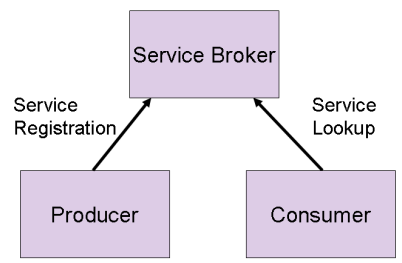 Service Broker
Service
Registration
Service
Lookup
Producer
Consumer